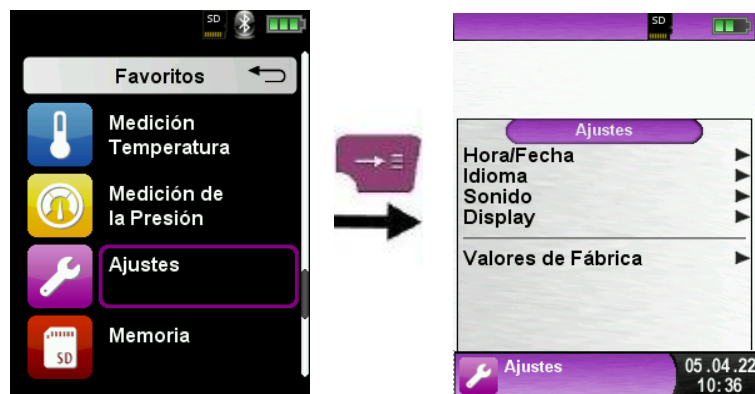 SD
Favoritos
Medición
Temperatura
Medición de
la Presión
Ajustes
Memoria
SD
SD
Ajustes
Hora/Fecha
Idioma
Sonido
Display
Valores de Fábrica
Ajustes
05.04.22
10:36